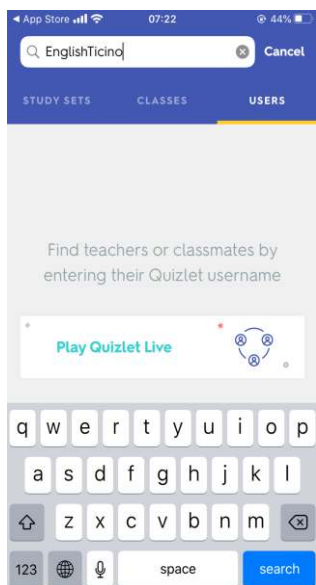 App Store 07:22 44%
EnglishTicino Cancel
STUDY SETS CLASSES USERS
Find teachers or classmates by
entering their Quizlet username
Play Quizlet Live
q w e r t y u i o p
a s d f g h j k l
z x c v b n m
123 space search